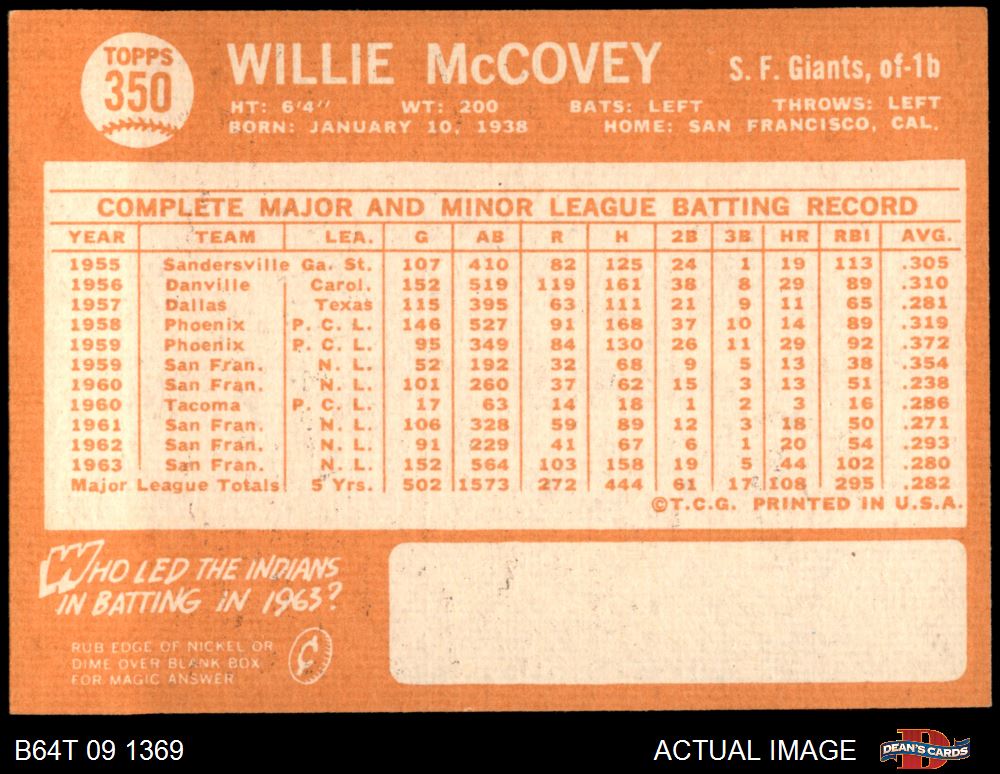 TOPPS
350
WILLIE McCOVEY
S. F. Giants, of-1b
HT: 6'4" WT: 200 BATS: LEFT THROWS: LEFT
BORN: JANUARY 10, 1938 HOME: SAN FRANCISCO, CAL.
COMPLETE MAJOR AND MINOR LEAGUE BATTING RECORD
YEAR TEAM LEA. G AB R H 2B 3B HR RBI AVG.
1955 Sandersville Ga. St. 107 410 82 125 24 1 19 113 .305
1956 Danville Carol. 152 519 119 161 38 8 29 89 .310
1957 Dallas Texas 115 395 63 111 21 9 11 65 .281
1958 Phoenix P. C. L. 146 527 91 168 37 10 14 89 .319
1959 Phoenix P. C. L. 95 349 84 130 26 11 29 92 .372
1959 San Fran. N. L. 52 192 32 68 9 5 13 38 .354
1960 San Fran. N. L. 101 260 37 62 15 3 13 51 .238
1960 Tacoma P. C. L. 17 63 14 18 1 2 3 16 .286
1961 San Fran. N. L. 106 328 59 89 12 3 18 50 .271
1962 San Fran. N. L. 91 229 41 67 6 1 20 54 .293
1963 San Fran. N. L. 152 564 103 158 19 5 44 102 .280
Major League Totals 5 Yrs. 502 1573 272 444 61 17 108 295 .282
©T.C.G. PRINTED IN U.S.A.
WHO LED THE INDIANS
IN BATTING IN 1963?
RUB EDGE OF NICKEL OR
DIME OVER BLANK BOX
FOR MAGIC ANSWER
B64T 09 1369
ACTUAL IMAGE
DEAN'S CARDS